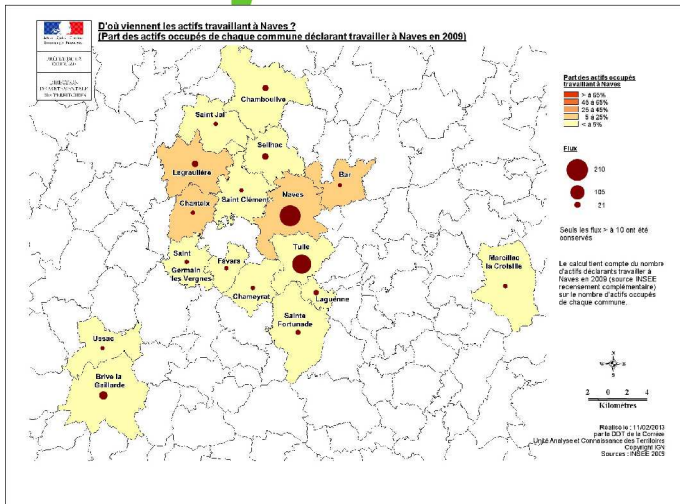 D'où viennent les actifs travaillant à Naves ?
(Part des actifs occupés de chaque commune déclarant travailler à Naves en 2009)
DIRECTION
DEPARTEMENTALE
DES TERRITOIRES
Chamboulive
Saint Jal
Seilhac
Lagraulière
Bar
Naves
Saint Clément
Chanteix
Tulle
Saint
Germain
les Vergnes
Favars
Marcillac
la Croisille
Chameyrat
Laguenne
Sainte
Fortunade
Ussac
Brive la
Gaillarde
Part des actifs occupés
travaillant à Naves
> à 65%
45 à 65%
25 à 45%
5 à 25%
< à 5%
Flux
210
105
21
Seuls les flux > à 10 ont été
conservés
Le calcul tient compte du nombre
d'actifs déclarants travailler à
Naves en 2009 (source INSEE
recensement complémentaire)
sur le nombre d'actifs occupés
de chaque commune.
N
S
2 0 2 4
Kilomètres
Réalisé le : 11/02/2013
par le DDT de la Corrèze
Unité Analyse et Connaissance des Territoires
Copyright IGN
Sources : INSEE 2009